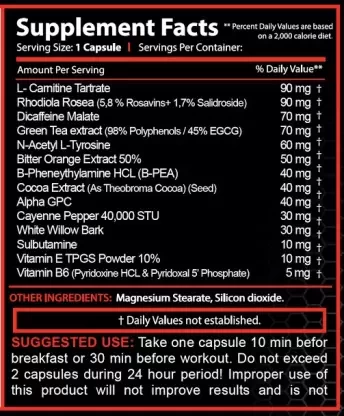 Supplement Facts ** Percent Daily Values are based
on a 2,000 calorie diet.
Serving Size: 1 Capsule | Servings Per Container:
Amount Per Serving % Daily Value**
L- Carnitine Tartrate 90 mg †
Rhodiola Rosea (5,8 % Rosavins+ 1,7% Salidroside) 90 mg †
Dicaffeine Malate 70 mg †
Green Tea extract (98% Polyphenols / 45% EGCG) 70 mg †
N-Acetyl L-Tyrosine 60 mg †
Bitter Orange Extract 50% 50 mg †
B-Pheneythylamine HCL (B-PEA) 40 mg †
Cocoa Extract (As Theobroma Cocoa) (Seed) 40 mg †
Alpha GPC 40 mg †
Cayenne Pepper 40,000 STU 30 mg †
White Willow Bark 30 mg †
Sulbutamine 10 mg †
Vitamin E TPGS Powder 10% 10 mg †
Vitamin B6 (Pyridoxine HCL & Pyridoxal 5' Phosphate) 5 mg †
OTHER INGREDIENTS: Magnesium Stearate, Silicon dioxide.
† Daily Values not established.
SUGGESTED USE: Take one capsule 10 min befor
breakfast or 30 min before workout. Do not exceed
2 capsules during 24 hour period! Improper use of
this product will not improve results and is not